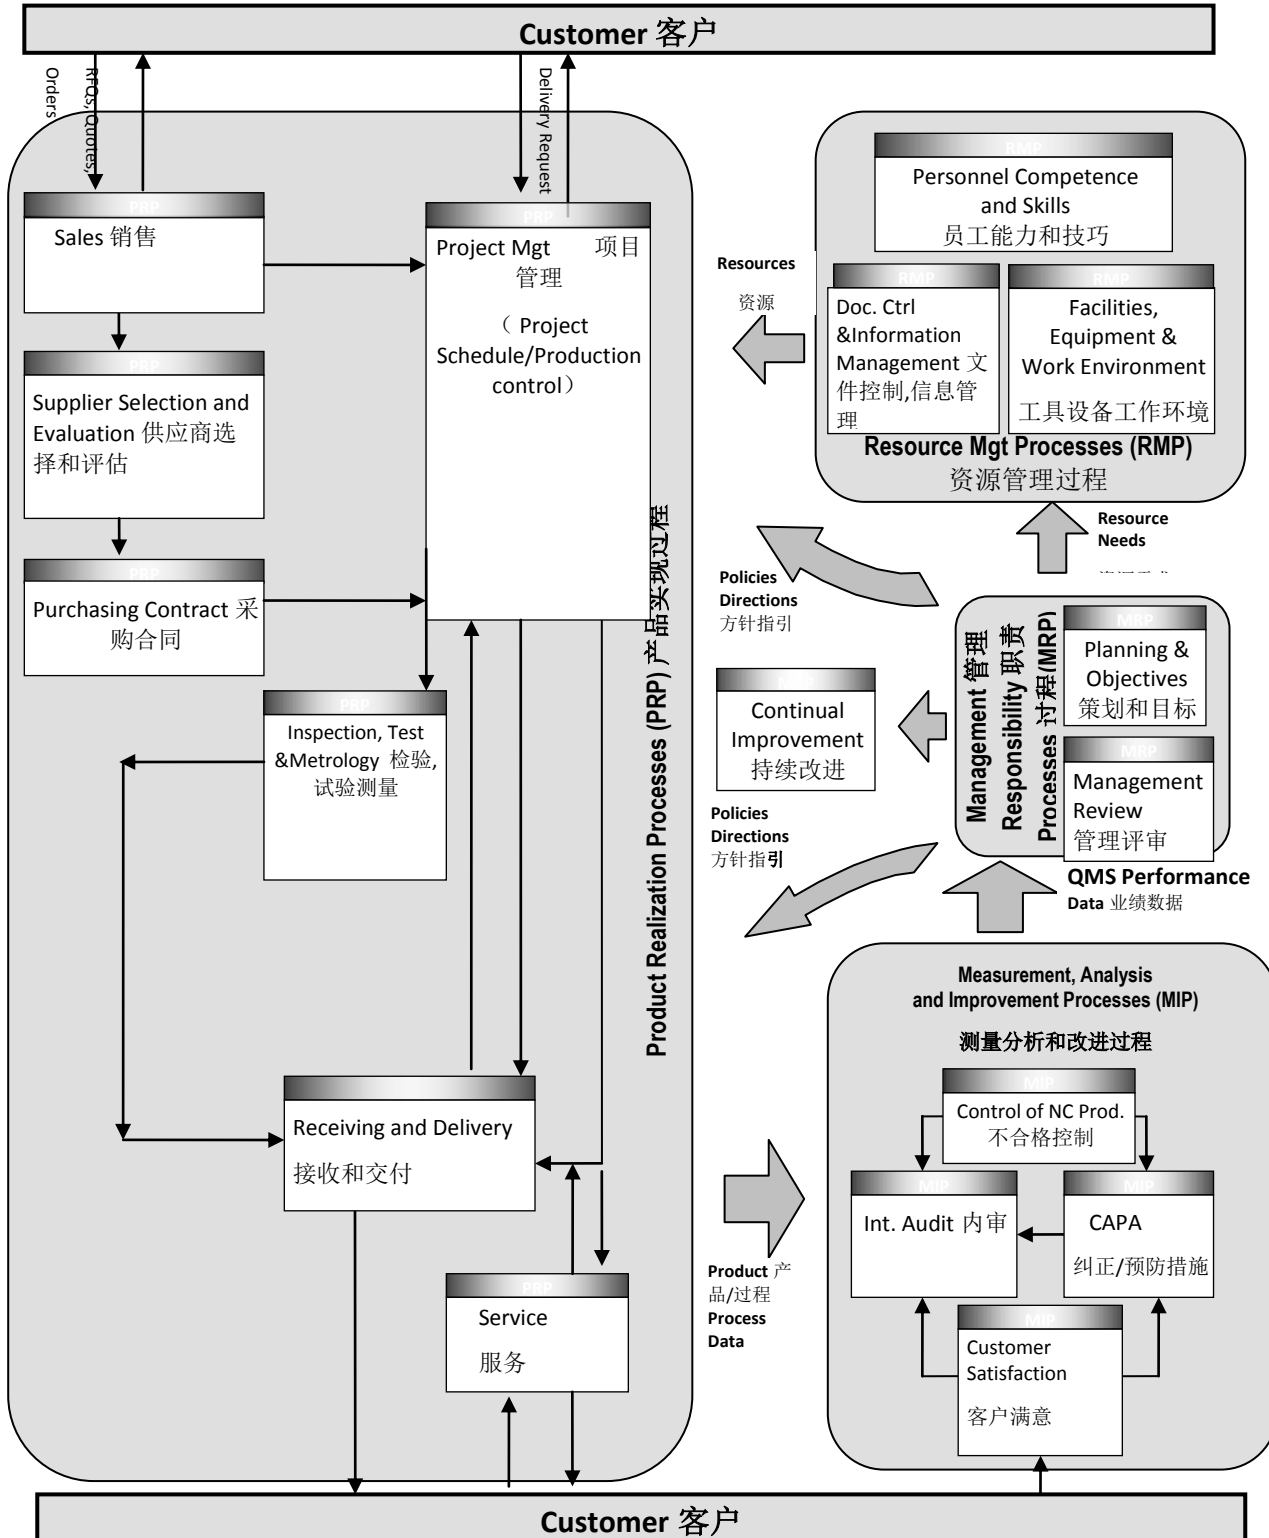 Customer 客户
RFQs, Quotes,
Orders
Delivery Request
PRP
Sales 销售
PRP
Project Mgt 项目
管理
（ Project
Schedule/Production
control）
PRP
Supplier Selection and
Evaluation 供应商选
择和评估
PRP
Purchasing Contract 采
购合同
PRP
Inspection, Test
&Metrology 检验,
试验测量
Receiving and Delivery
接收和交付
PRP
Service
服务
Product Realization Processes (PRP) 产品实现过程
Resources
资源
RMP
Personnel Competence
and Skills
员工能力和技巧
RMP
Doc. Ctrl
&Information
Management 文
件控制,信息管
理
RMP
Facilities,
Equipment &
Work Environment
工具设备工作环境
Resource Mgt Processes (RMP)
资源管理过程
Resource
Needs
Policies
Directions
方针指引
Continual
Improvement
持续改进
Management 管理
Responsibility 职责
Processes 过程(MRP)
MRP
Planning &
Objectives
策划和目标
MRP
Management
Review
管理评审
Policies
Directions
方针指引
QMS Performance
Data 业绩数据
Measurement, Analysis
and Improvement Processes (MIP)
测量分析和改进过程
MIP
Control of NC Prod.
不合格控制
MIP
Int. Audit 内审
MIP
CAPA
纠正/预防措施
MIP
Customer
Satisfaction
客户满意
Product 产
品/过程
Process
Data
Customer 客户